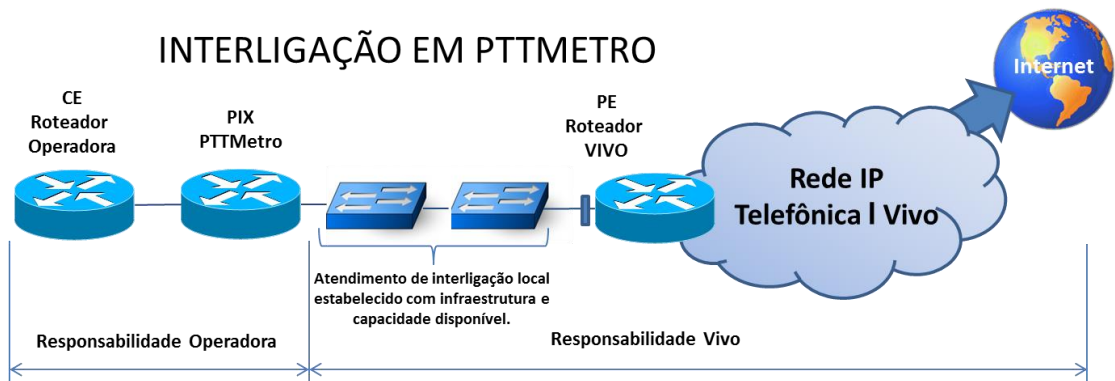 INTERLIGAÇÃO EM PTTMETRO
Internet
CE
Roteador
Operadora
PIX
PTTMetro
PE
Roteador
VIVO
Rede IP
Telefônica l Vivo
Atendimento de interligação local
estabelecido com infraestrutura e
capacidade disponível.
Responsabilidade Operadora
Responsabilidade Vivo